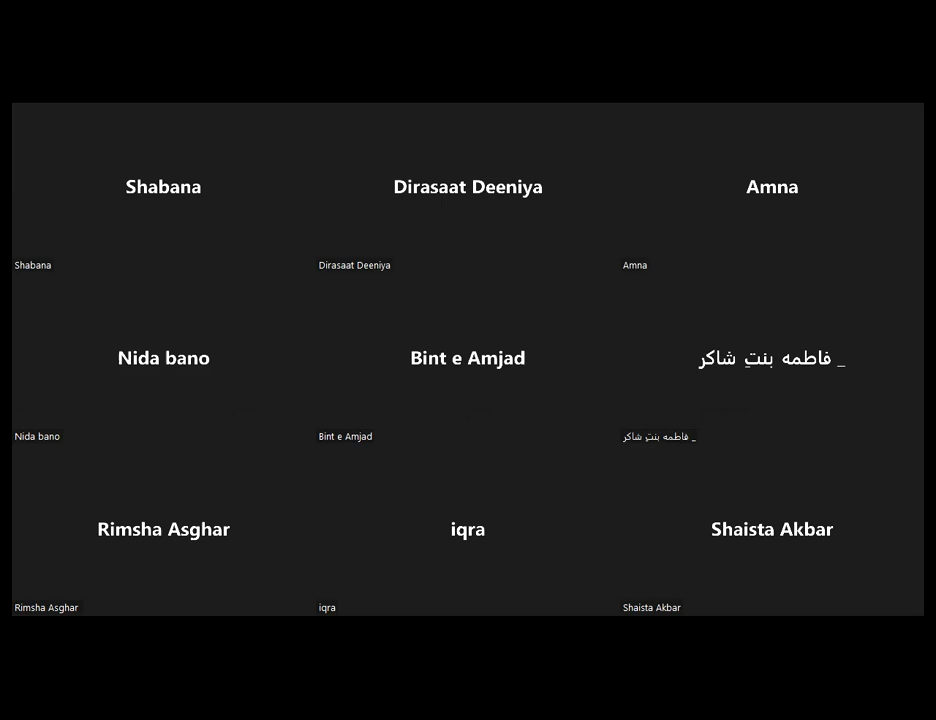 Shabana
Dirasaat Deeniya
Amna
Shabana
Dirasaat Deeniya
Amna
Nida bano
Bint e Amjad
_ فاطمه بنتِ شاکر
Nida bano
Bint e Amjad
_ فاطمه بنتِ شاکر
Rimsha Asghar
iqra
Shaista Akbar
Rimsha Asghar
iqra
Shaista Akbar